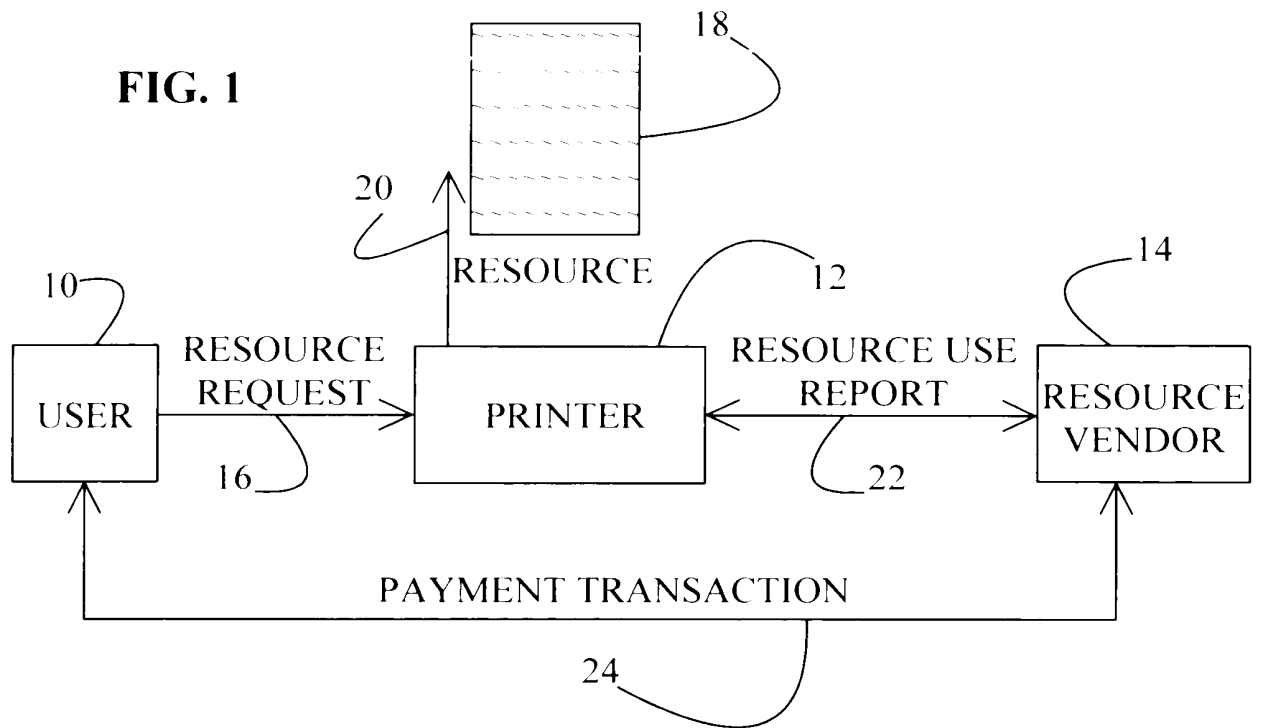 FIG. 1
18
20
RESOURCE
10
12
14
RESOURCE
REQUEST
RESOURCE USE
REPORT
USER
PRINTER
RESOURCE
VENDOR
16
22
PAYMENT TRANSACTION
24